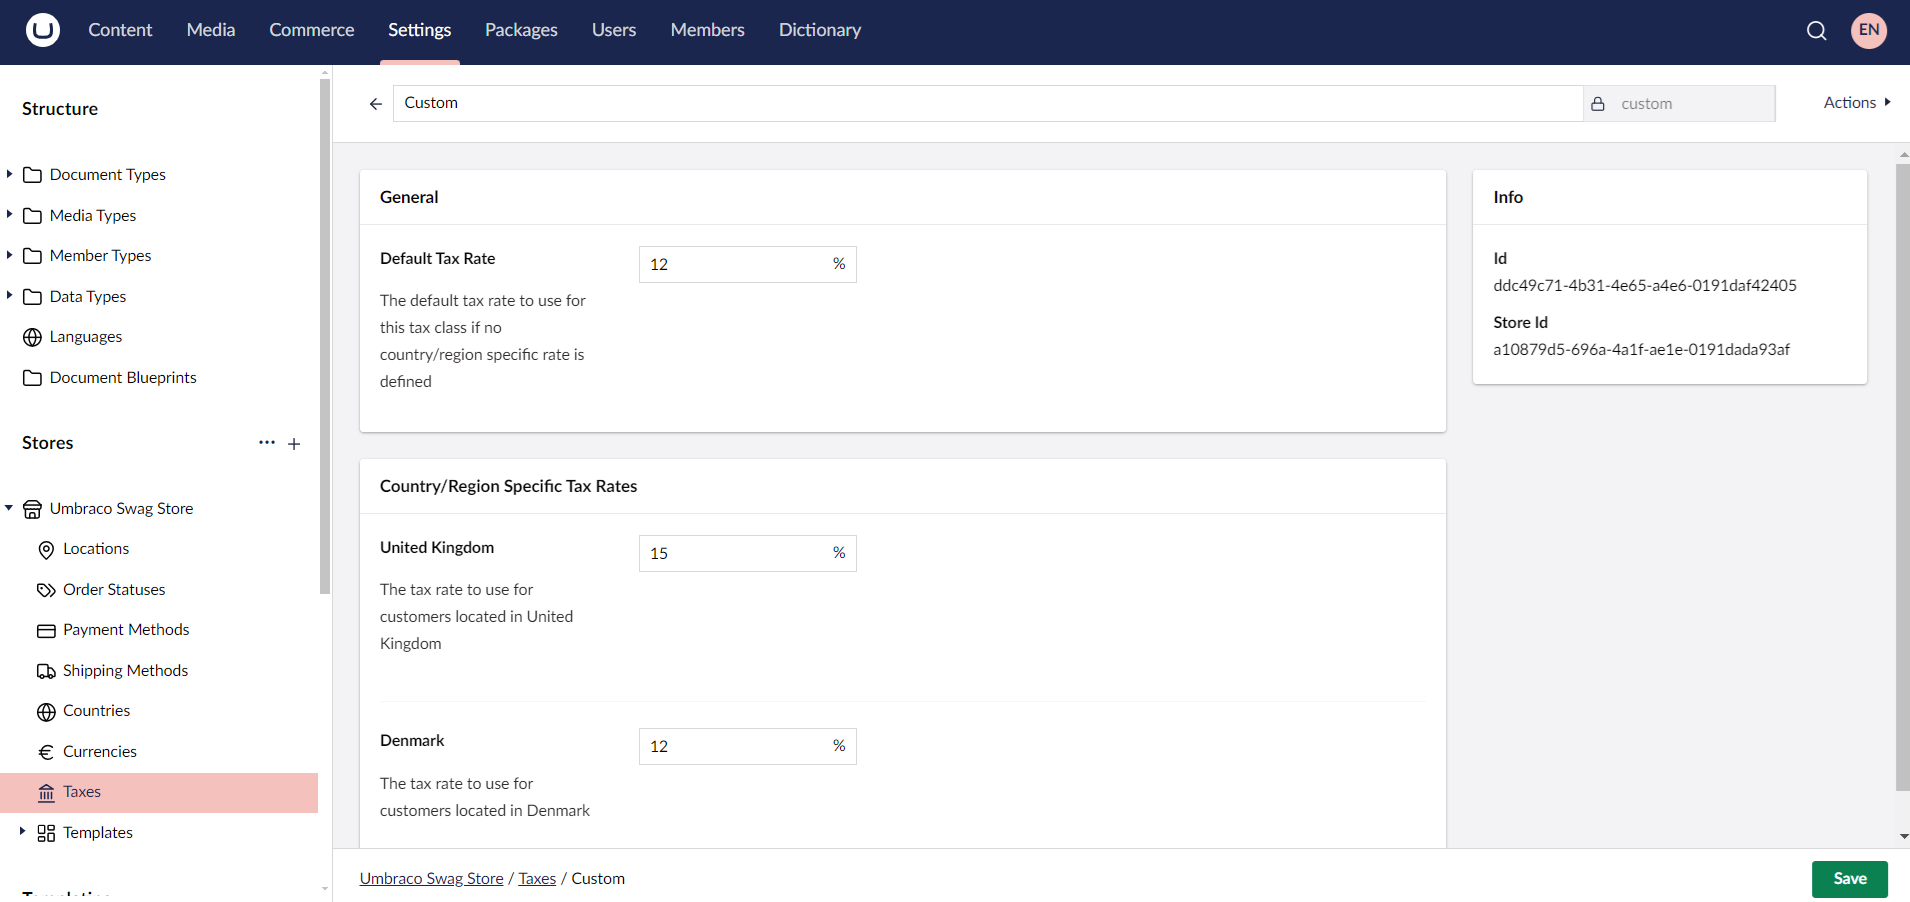 Content Media Commerce Settings Packages Users Members Dictionary EN
Structure
Document Types
Media Types
Member Types
Data Types
Languages
Document Blueprints
Stores
Umbraco Swag Store
Locations
Order Statuses
Payment Methods
Shipping Methods
Countries
Currencies
Taxes
Templates
Custom custom Actions
General
Default Tax Rate 12 %
The default tax rate to use for
this tax class if no
country/region specific rate is
defined
Country/Region Specific Tax Rates
United Kingdom 15 %
The tax rate to use for
customers located in United
Kingdom
Denmark 12 %
The tax rate to use for
customers located in Denmark
Info
Id
ddc49c71-4b31-4e65-a4e6-0191daf42405
Store Id
a10879d5-696a-4a1f-ae1e-0191dada93af
Umbraco Swag Store / Taxes / Custom Save